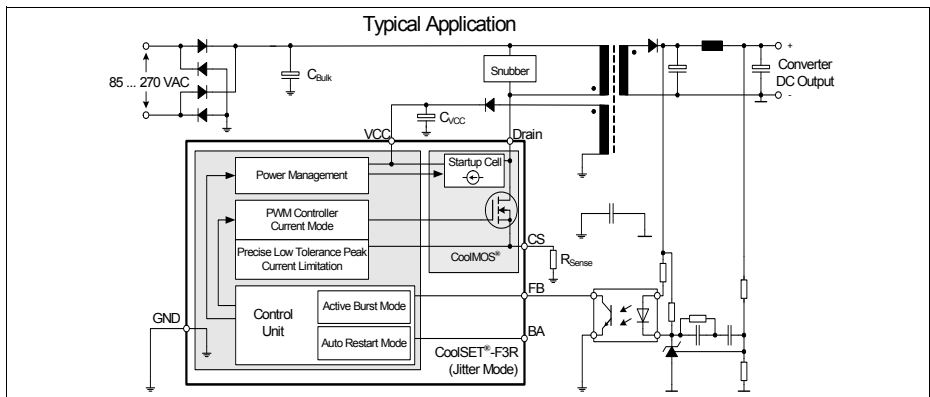 Typical Application
+
-
Converter
DC Output
Snubber
CBulk
85 ... 270 VAC
CVCC
VCC
Drain
Power Management
Startup Cell
PWM Controller
Current Mode
Precise Low Tolerance Peak
Current Limitation
CoolMOS®
CS
RSense
FB
GND
Control
Unit
Active Burst Mode
Auto Restart Mode
BA
CoolSET®-F3R
(Jitter Mode)